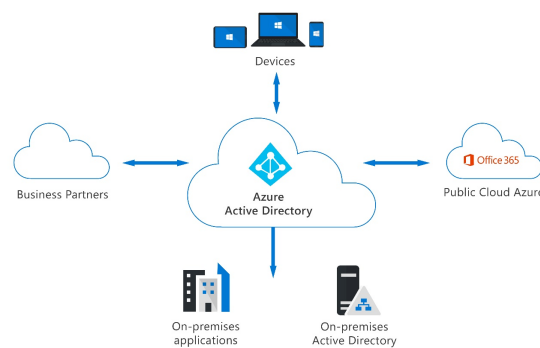 Devices
Business Partners
Azure
Active Directory
Office 365
Public Cloud Azure
On-premises
applications
On-premises
Active Directory